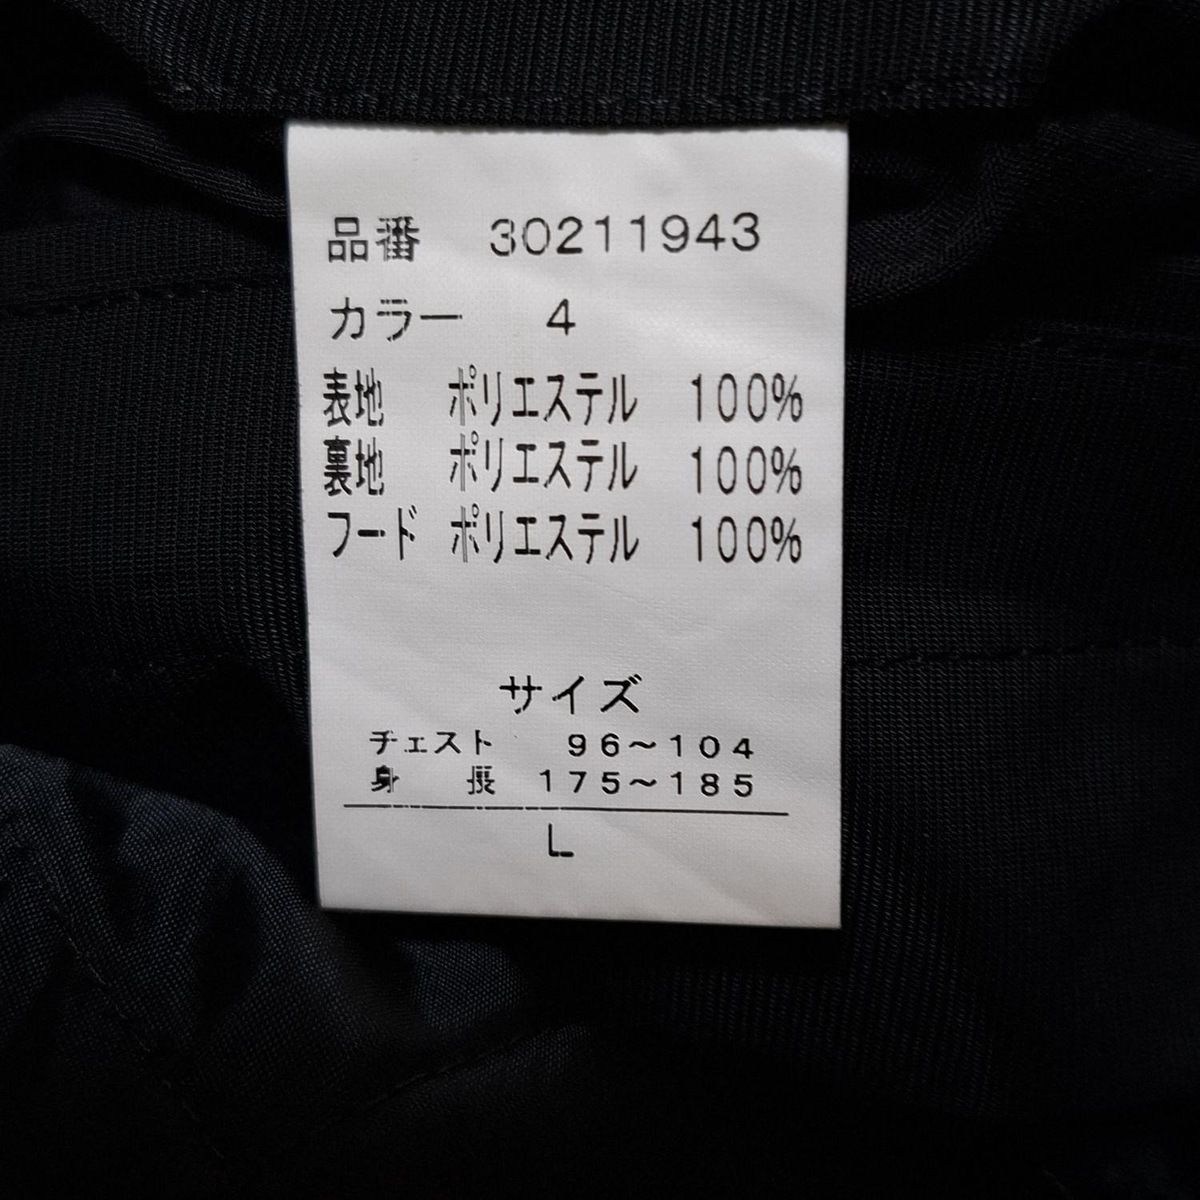 品番 30211943
カラー 4
表地 ポリエステル 100%
裏地 ポリエステル 100%
フード ポリエステル 100%
サイズ
チェスト 96~104
身長 175~185
L